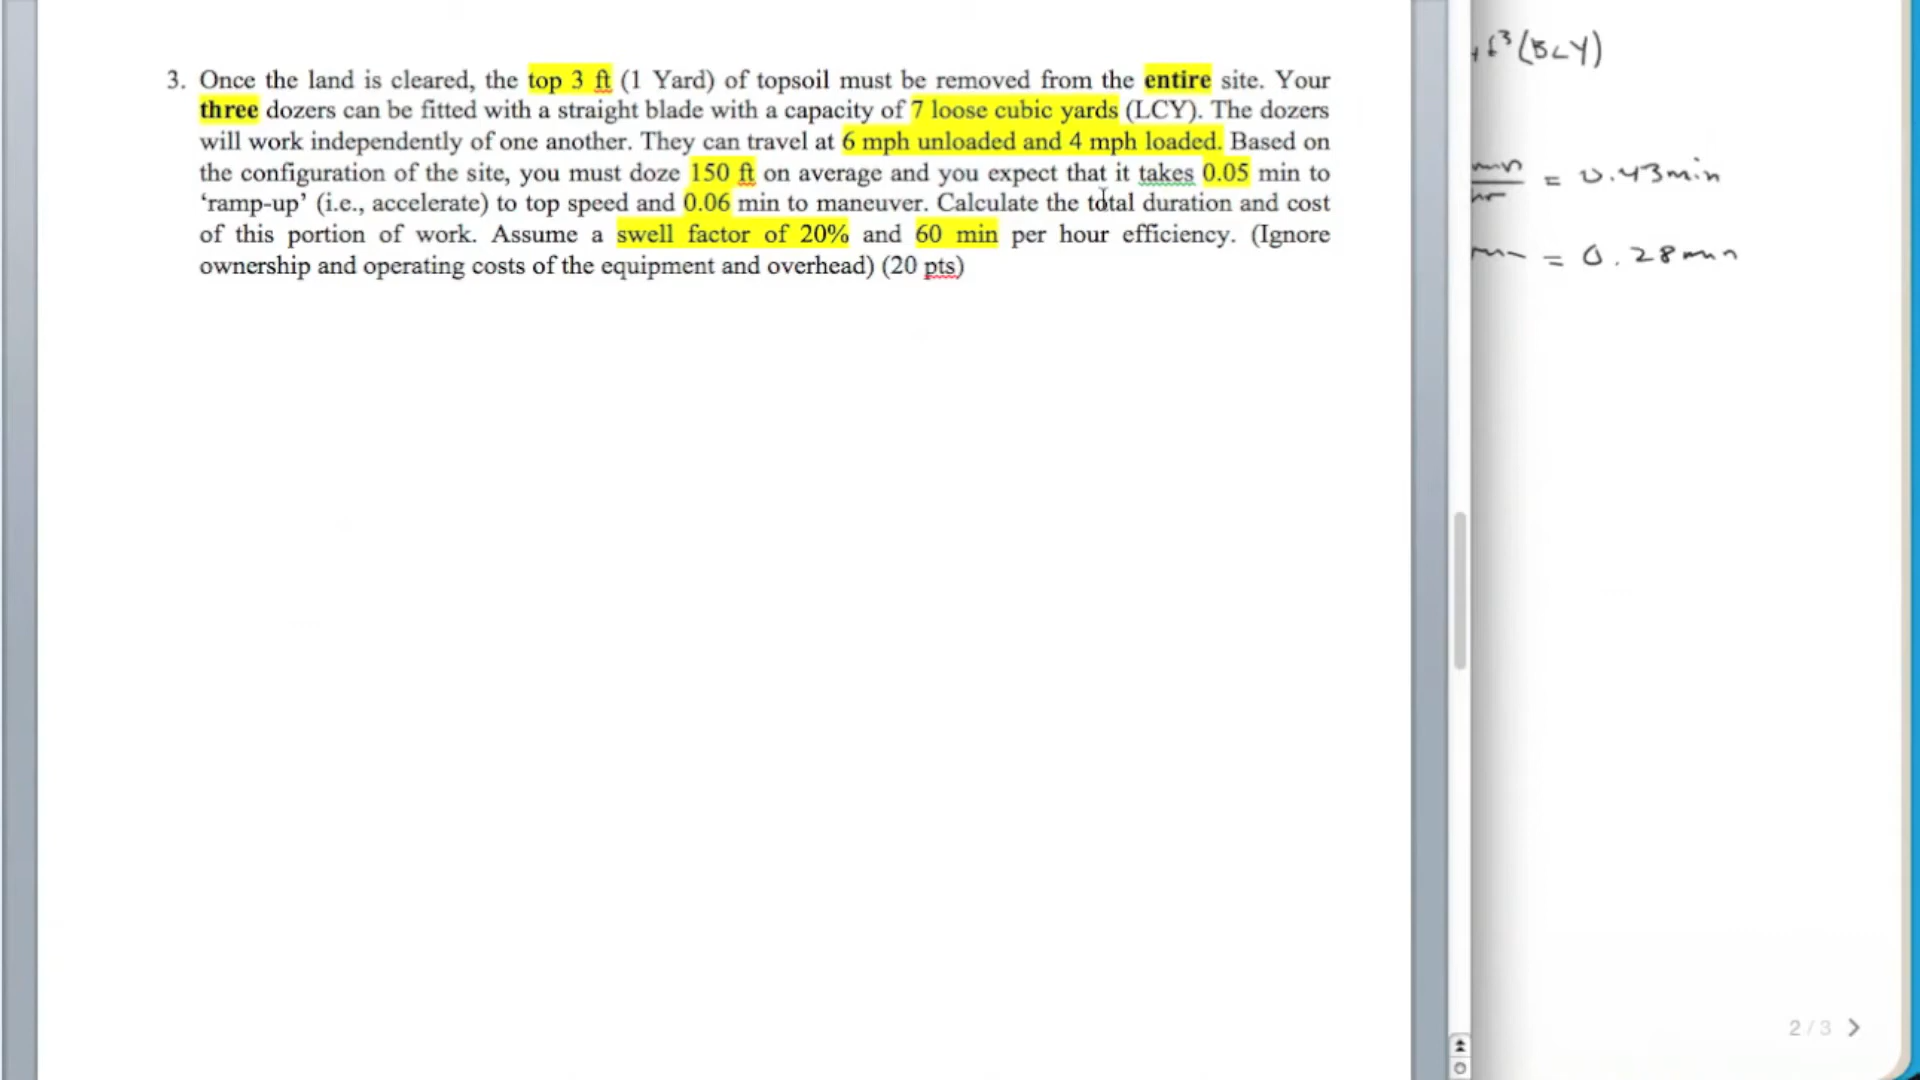 3. Once the land is cleared, the top 3 ft (1 Yard) of topsoil must be removed from the entire site. Your
three dozers can be fitted with a straight blade with a capacity of 7 loose cubic yards (LCY). The dozers
will work independently of one another. They can travel at 6 mph unloaded and 4 mph loaded. Based on
the configuration of the site, you must doze 150 ft on average and you expect that it takes 0.05 min to
‘ramp-up’ (i.e., accelerate) to top speed and 0.06 min to maneuver. Calculate the total duration and cost
of this portion of work. Assume a swell factor of 20% and 60 min per hour efficiency. (Ignore
ownership and operating costs of the equipment and overhead) (20 pts)
(BCY)
min
hr
= 0.43min
= 0.28min
2/3